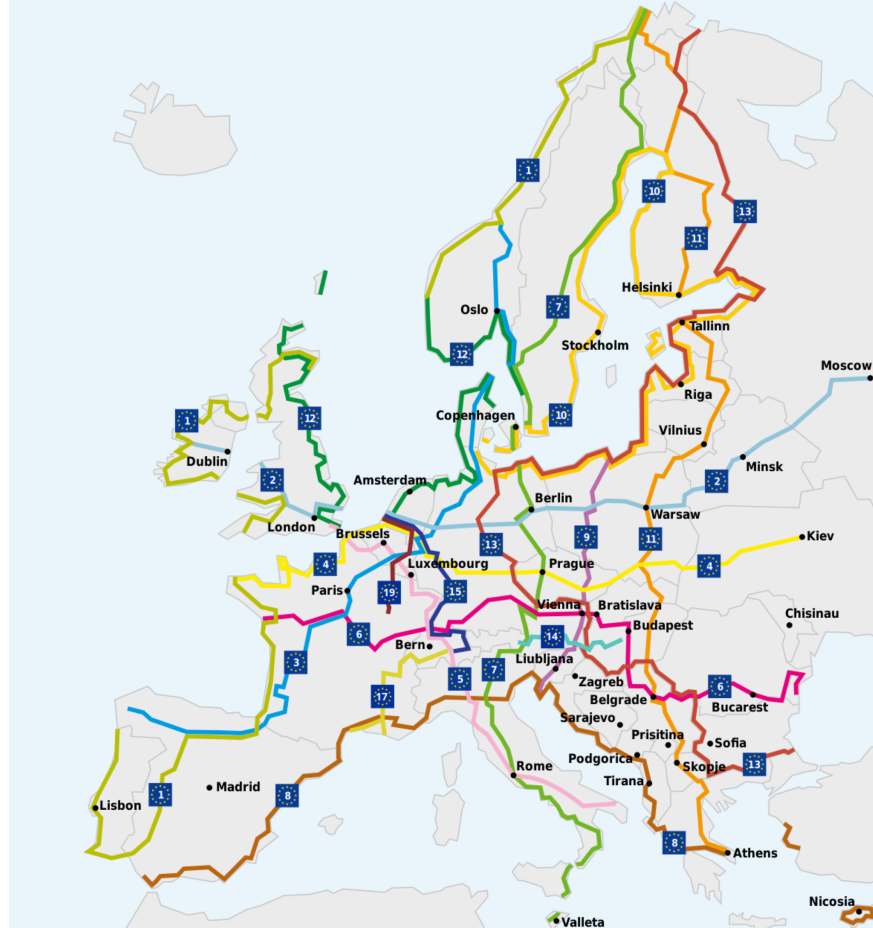 1
10
13
11
Helsinki
Oslo
7
Stockholm
Tallinn
12
Moscow
Riga
1
12
Copenhagen
10
Vilnius
Dublin
Minsk
2
Amsterdam
2
Berlin
London
Warsaw
Brussels
13
9
11
Kiev
4
Luxembourg
Prague
4
Paris
19
15
Vienna
Bratislava
Chisinau
6
Budapest
Bern
14
3
Liubljana
7
5
Zagreb
6
17
Belgrade
Bucarest
Sarajevo
Prisitina
Sofia
Podgorica
Skopje
13
Rome
Tirana
Madrid
8
1
Lisbon
8
Athens
Nicosia
Valleta